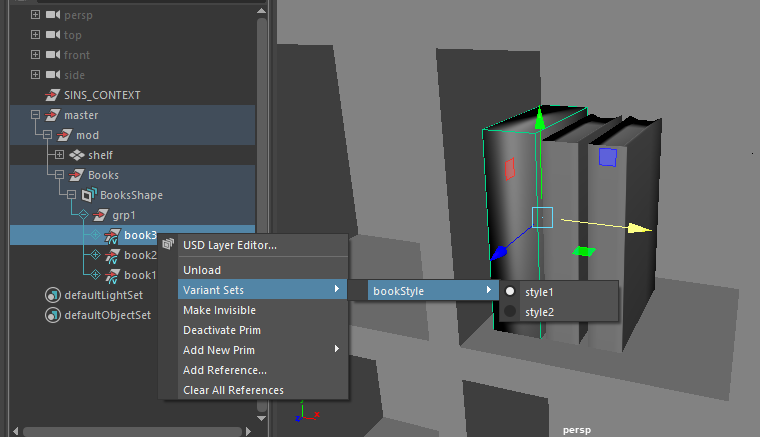 persp
top
front
side
SINS_CONTEXT
master
mod
shelf
Books
BooksShape
grp1
book3
book2
book1
defaultLightSet
defaultObjectSet
USD Layer Editor...
Unload
Variant Sets
Make Invisible
Deactivate Prim
Add New Prim
Add Reference...
Clear All References
bookStyle
style1
style2
z
x
persp